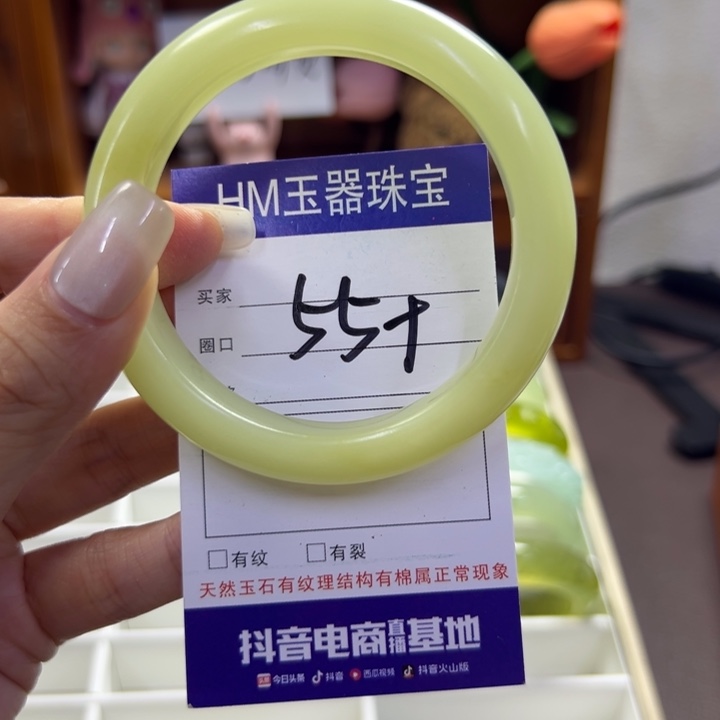 HM玉器珠宝
买家
55+
圈口
有纹 有裂
天然玉石有纹理结构有棉属正常现象
抖音电商直播基地
今日头条 抖音 西瓜视频 抖音火山版